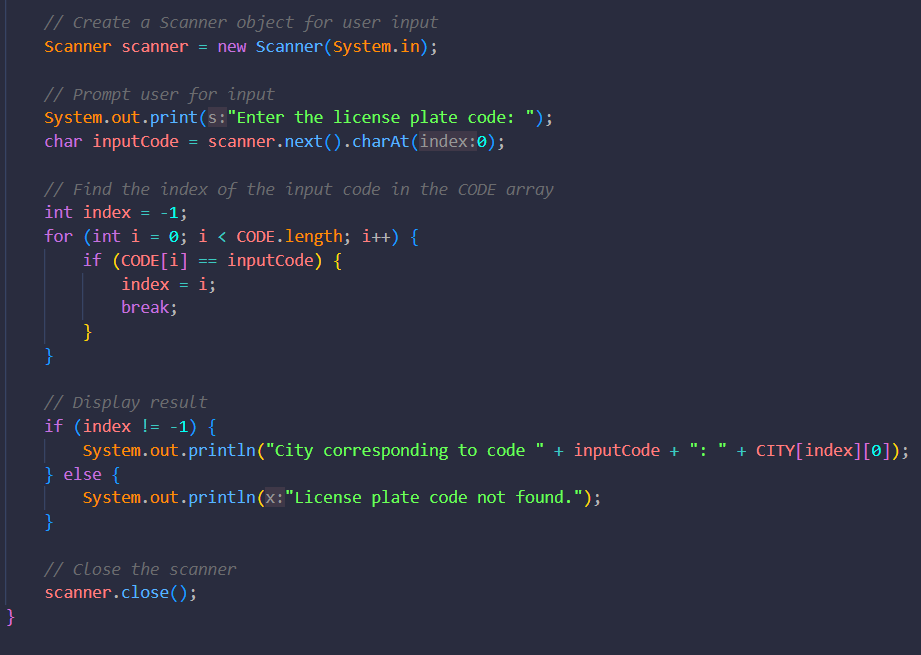 // Create a Scanner object for user input
Scanner scanner = new Scanner(System.in);
// Prompt user for input
System.out.print(s:"Enter the license plate code: ");
char inputCode = scanner.next().charAt(index:0);
// Find the index of the input code in the CODE array
int index = -1;
for (int i = 0; i < CODE.length; i++) {
if (CODE[i] == inputCode) {
index = i;
break;
}
}
// Display result
if (index != -1) {
System.out.println("City corresponding to code " + inputCode + ": " + CITY[index][0]);
} else {
System.out.println(x:"License plate code not found.");
}
// Close the scanner
scanner.close();
}